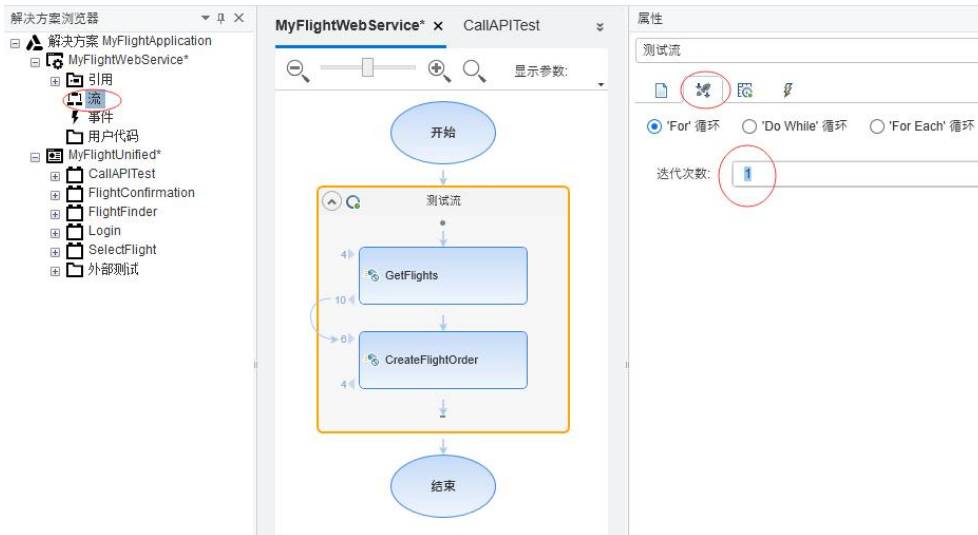 解决方案浏览器
解决方案 MyFlightApplication
MyFlightWebService*
引用
流
事件
用户代码
MyFlightUnified*
CallAPITest
FlightConfirmation
FlightFinder
Login
SelectFlight
外部测试
MyFlightWebService* × CallAPITest
显示参数:
开始
测试流
4
GetFlights
10
6
CreateFlightOrder
4
结束
属性
测试流
'For' 循环 'Do While' 循环 'For Each' 循环
迭代次数: 1